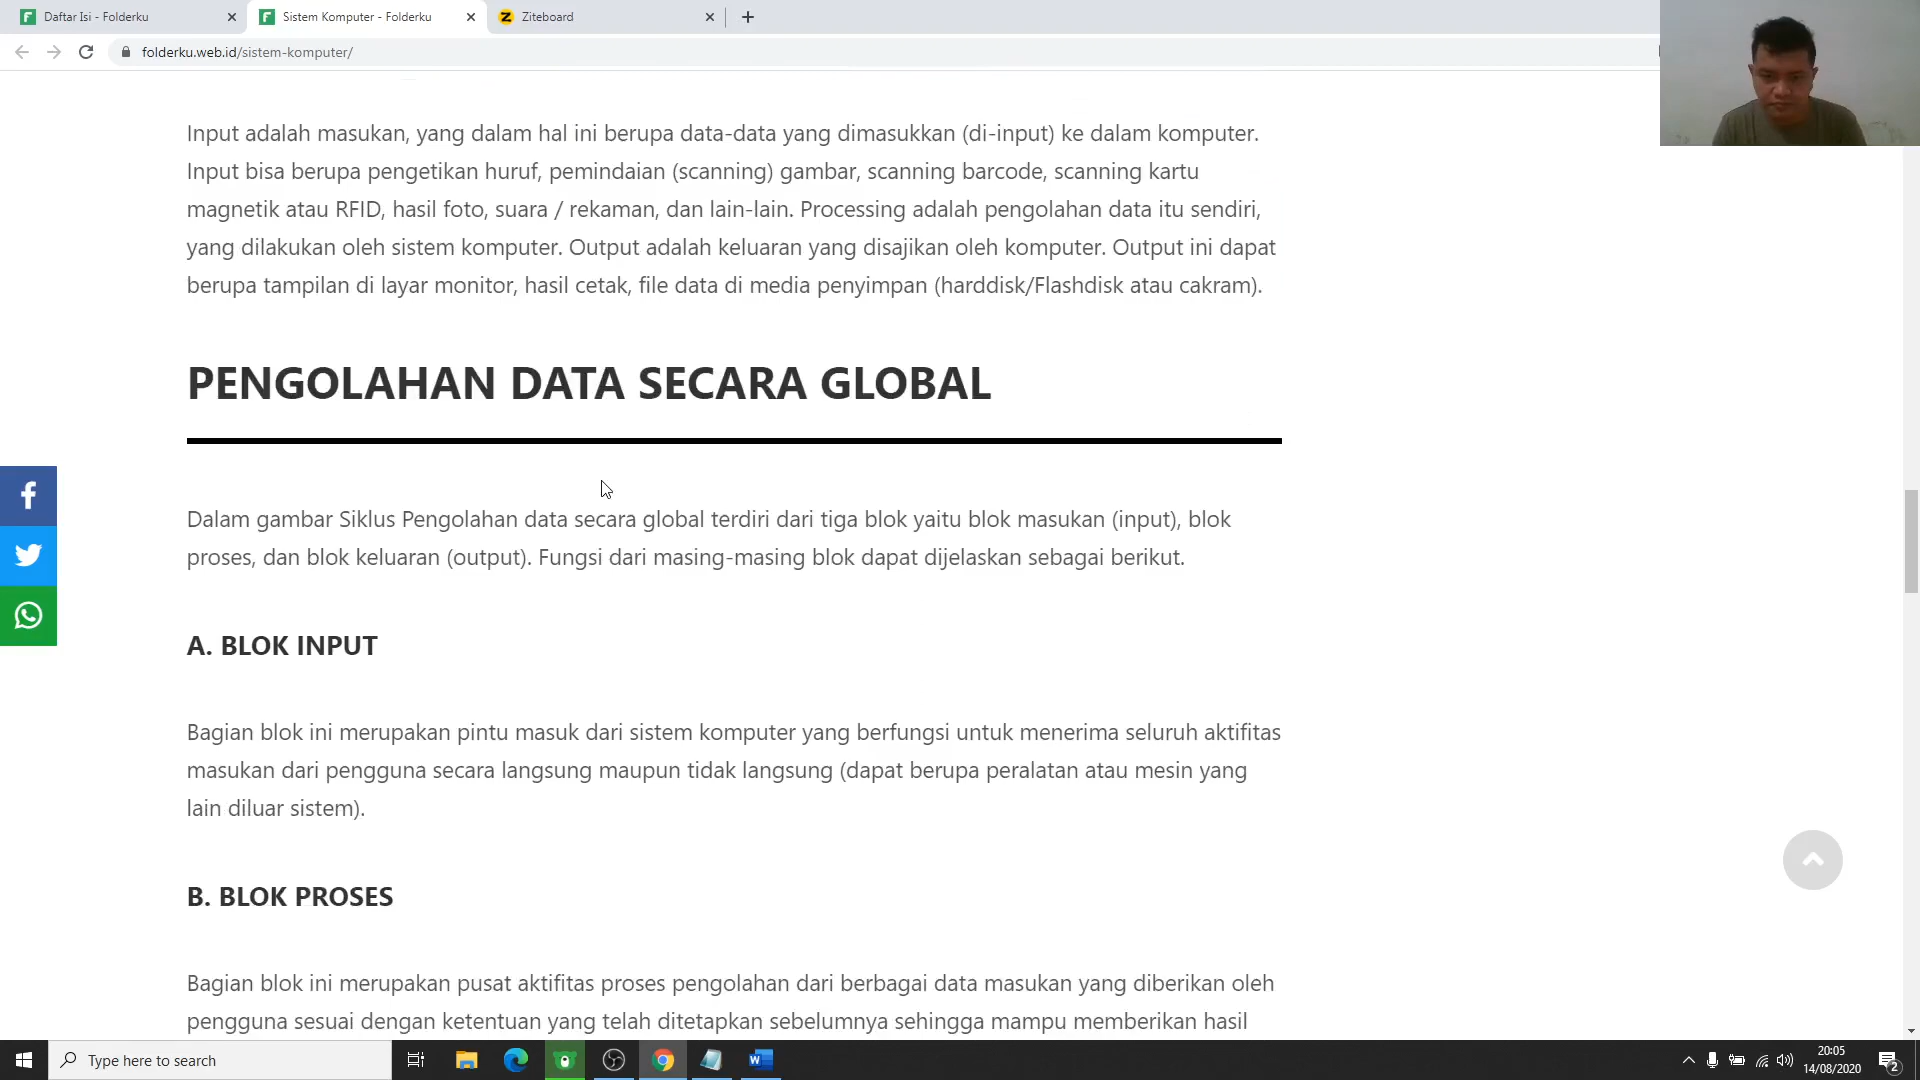 Daftar Isi - Folderku
Sistem Komputer - Folderku
Ziteboard
folderku.web.id/sistem-komputer/
Input adalah masukan, yang dalam hal ini berupa data-data yang dimasukkan (di-input) ke dalam komputer.
Input bisa berupa pengetikan huruf, pemindaian (scanning) gambar, scanning barcode, scanning kartu
magnetik atau RFID, hasil foto, suara / rekaman, dan lain-lain. Processing adalah pengolahan data itu sendiri,
yang dilakukan oleh sistem komputer. Output adalah keluaran yang disajikan oleh komputer. Output ini dapat
berupa tampilan di layar monitor, hasil cetak, file data di media penyimpan (harddisk/Flashdisk atau cakram).
PENGOLAHAN DATA SECARA GLOBAL
Dalam gambar Siklus Pengolahan data secara global terdiri dari tiga blok yaitu blok masukan (input), blok
proses, dan blok keluaran (output). Fungsi dari masing-masing blok dapat dijelaskan sebagai berikut.
A. BLOK INPUT
Bagian blok ini merupakan pintu masuk dari sistem komputer yang berfungsi untuk menerima seluruh aktifitas
masukan dari pengguna secara langsung maupun tidak langsung (dapat berupa peralatan atau mesin yang
lain diluar sistem).
B. BLOK PROSES
Bagian blok ini merupakan pusat aktifitas proses pengolahan dari berbagai data masukan yang diberikan oleh
pengguna sesuai dengan ketentuan yang telah ditetapkan sebelumnya sehingga mampu memberikan hasil
Type here to search
20:05
14/08/2020
2